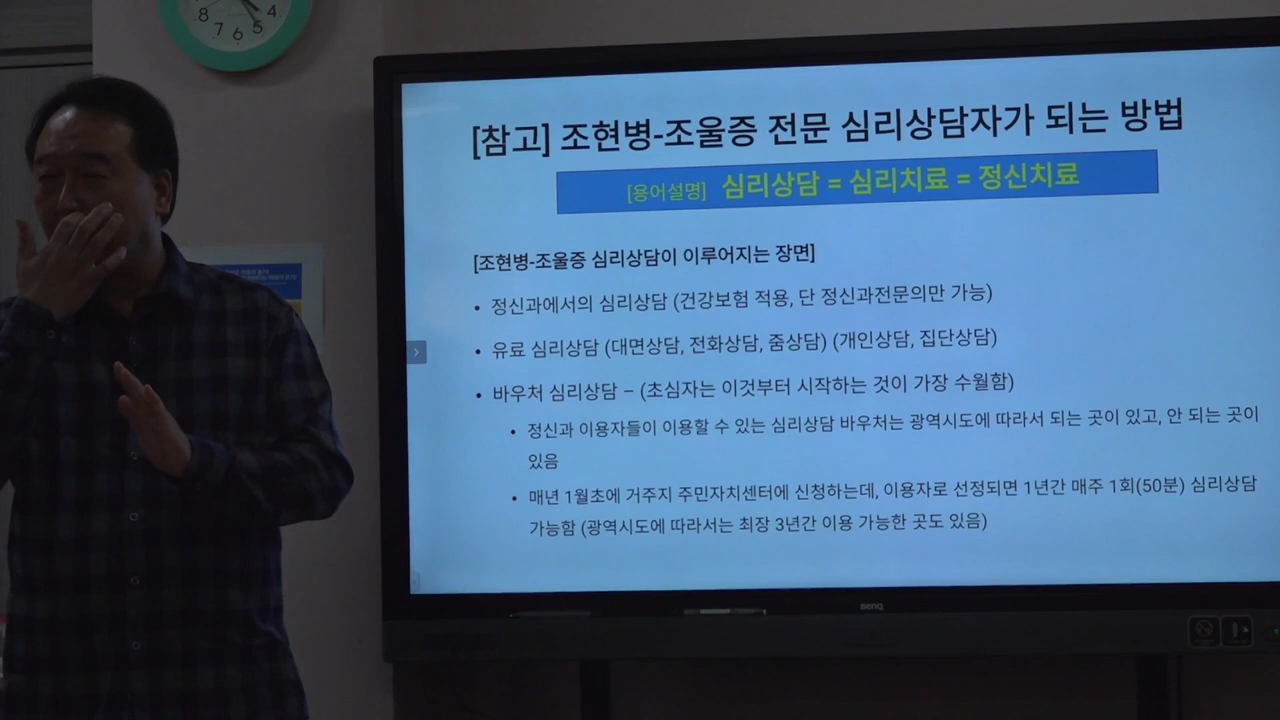 8 7 6 5 4
[참고] 조현병-조울증 전문 심리상담자가 되는 방법
[용어설명] 심리상담 = 심리치료 = 정신치료
[조현병-조울증 심리상담이 이루어지는 장면]
• 정신과에서의 심리상담 (건강보험 적용, 단 정신과전문의만 가능)
• 유료 심리상담 (대면상담, 전화상담, 줌상담) (개인상담, 집단상담)
• 바우처 심리상담 – (초심자는 이것부터 시작하는 것이 가장 수월함)
• 정신과 이용자들이 이용할 수 있는 심리상담 바우처는 광역시도에 따라서 되는 곳이 있고, 안 되는 곳이
있음
• 매년 1월초에 거주지 주민자치센터에 신청하는데, 이용자로 선정되면 1년간 매주 1회(50분) 심리상담
가능함 (광역시도에 따라서는 최장 3년간 이용 가능한 곳도 있음)
BenQ